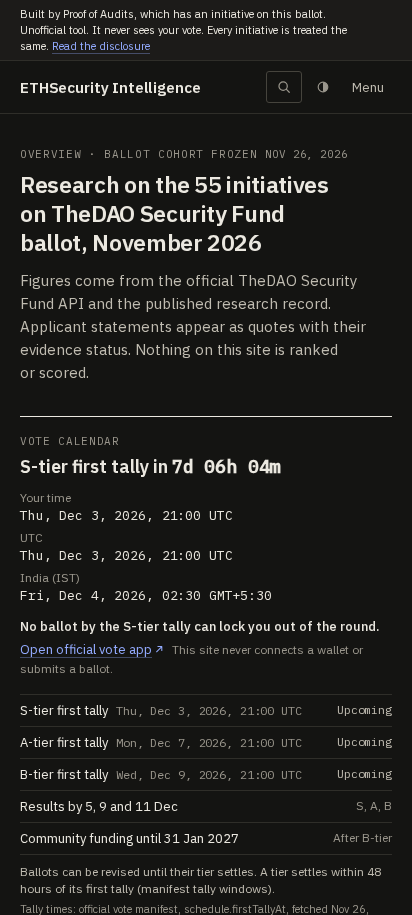 Built by Proof of Audits, which has an initiative on this ballot.
Unofficial tool. It never sees your vote. Every initiative is treated the
same. Read the disclosure
ETHSecurity Intelligence
Menu
OVERVIEW · BALLOT COHORT FROZEN NOV 26, 2026
Research on the 55 initiatives
on TheDAO Security Fund
ballot, November 2026
Figures come from the official TheDAO Security
Fund API and the published research record.
Applicant statements appear as quotes with their
evidence status. Nothing on this site is ranked
or scored.
VOTE CALENDAR
S-tier first tally in 7d 06h 04m
Your time
Thu, Dec 3, 2026, 21:00 UTC
UTC
Thu, Dec 3, 2026, 21:00 UTC
India (IST)
Fri, Dec 4, 2026, 02:30 GMT+5:30
No ballot by the S-tier tally can lock you out of the round.
Open official vote app ↗ This site never connects a wallet or
submits a ballot.
S-tier first tally Thu, Dec 3, 2026, 21:00 UTC Upcoming
A-tier first tally Mon, Dec 7, 2026, 21:00 UTC Upcoming
B-tier first tally Wed, Dec 9, 2026, 21:00 UTC Upcoming
Results by 5, 9 and 11 Dec S, A, B
Community funding until 31 Jan 2027 After B-tier
Ballots can be revised until their tier settles. A tier settles within 48
hours of its first tally (manifest tally windows).
Tally times: official vote manifest, schedule.firstTallyAt, fetched Nov 26,